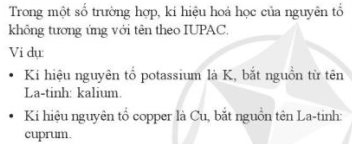 Trong một số trường hợp, kí hiệu hoá học của nguyên tố
không tương ứng với tên theo IUPAC.
Ví dụ:
• Kí hiệu nguyên tố potassium là K, bắt nguồn từ tên
La-tinh: kalium.
• Kí hiệu nguyên tố copper là Cu, bắt nguồn tên La-tinh:
cuprum.